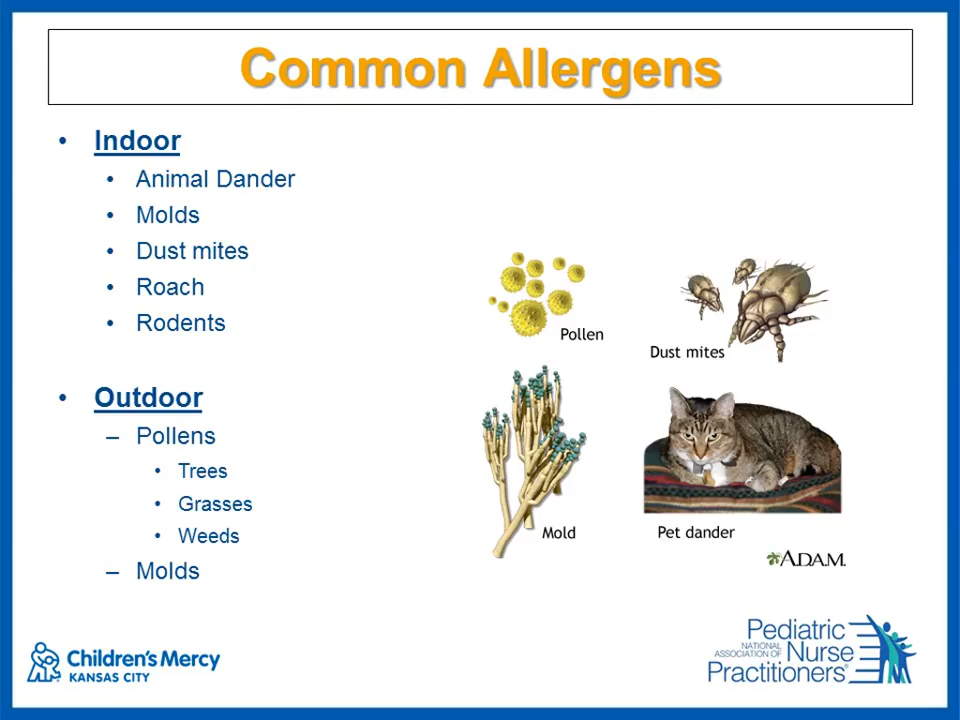 Common Allergens
• Indoor
• Animal Dander
• Molds
• Dust mites
• Roach
• Rodents
• Outdoor
– Pollens
• Trees
• Grasses
• Weeds
– Molds
Pollen
Dust mites
Mold
Pet dander
A.D.A.M.
Children's Mercy
KANSAS CITY
Pediatric
NATIONAL
ASSOCIATION OF
Nurse
Practitioners®